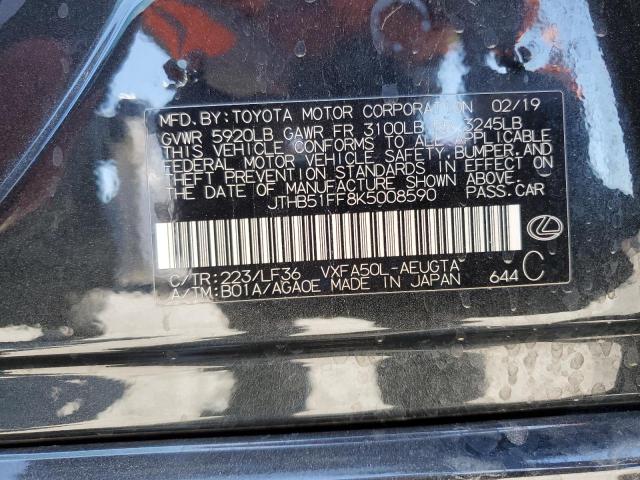 MFD. BY: TOYOTA MOTOR CORPORATION 02/19
GVWR 5920LB GAWR FR 3100LB RR 3245LB
THIS VEHICLE CONFORMS TO ALL APPLICABLE
FEDERAL MOTOR VEHICLE SAFETY, BUMPER, AND
THEFT PREVENTION STANDARDS IN EFFECT ON
THE DATE OF MANUFACTURE SHOWN ABOVE.
JTHB51FF8K5008590 PASS.CAR
C/TR: 223/LF36 VXFA50L-AEUGTA
A/TM: B01A/AGA0E MADE IN JAPAN 644 C